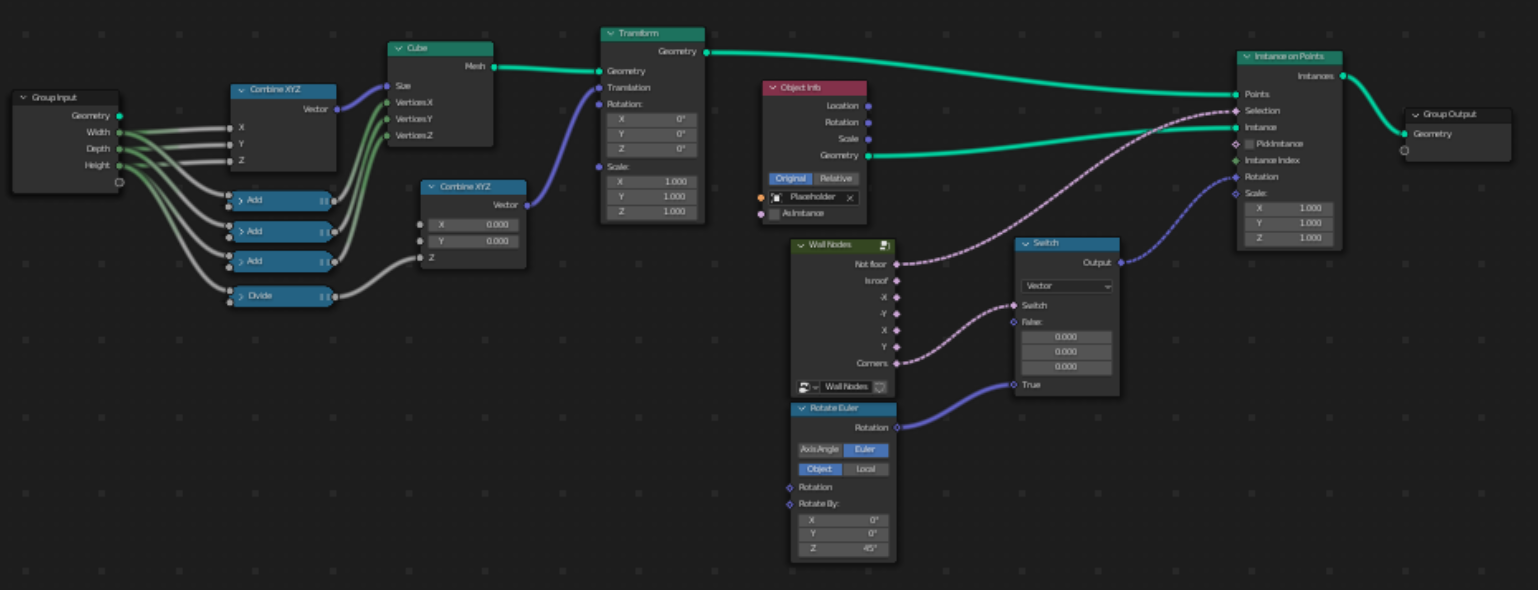 Group Input
Geometry
Width
Depth
Height
Combine XYZ
Vector
X
Y
Z
Add
Add
Add
Divide
Cube
Mesh
Size
Vertices X
Vertices Y
Vertices Z
Combine XYZ
Vector
X 0.000
Y 0.000
Z
Transform
Geometry
Geometry
Translation
Rotation:
X 0°
Y 0°
Z 0°
Scale:
X 1.000
Y 1.000
Z 1.000
Object Info
Location
Rotation
Scale
Geometry
Original Relative
Placeholder
As Instance
Wall Nodes
Not floor
Is roof
-X
-Y
X
Y
Corners
Wall Nodes
Rotate Euler
Rotation
Axis Angle Euler
Object Local
Rotation
Rotate By:
X 0°
Y 0°
Z 45°
Switch
Output
Vector
Switch
False:
0.000
0.000
0.000
True
Instance on Points
Instances
Points
Selection
Instance
Pick Instance
Instance Index
Rotation
Scale:
X 1.000
Y 1.000
Z 1.000
Group Output
Geometry